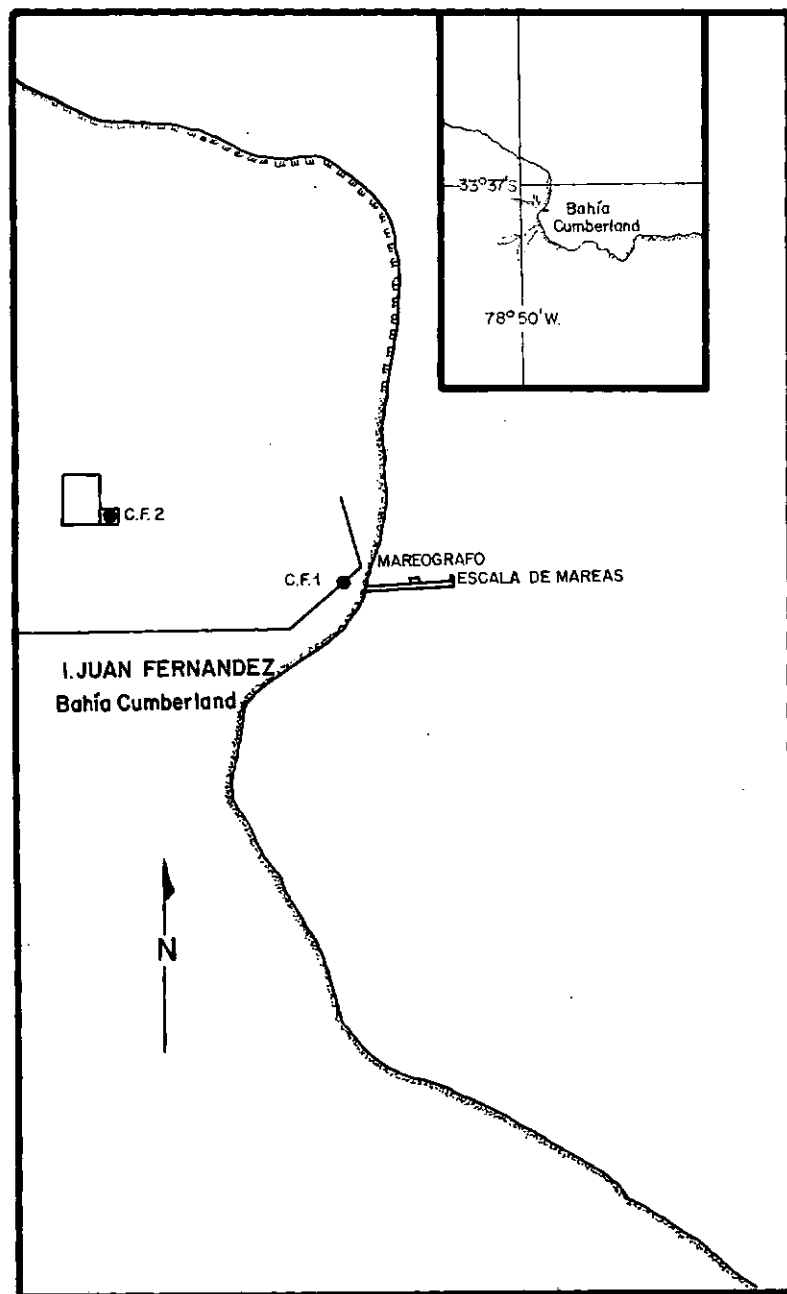 33°37'S
Bahía
Cumberland
78° 50' W.
C.F. 2
MAREOGRAFO
C.F. 1
ESCALA DE MAREAS
I. JUAN FERNANDEZ
Bahía Cumberland
N